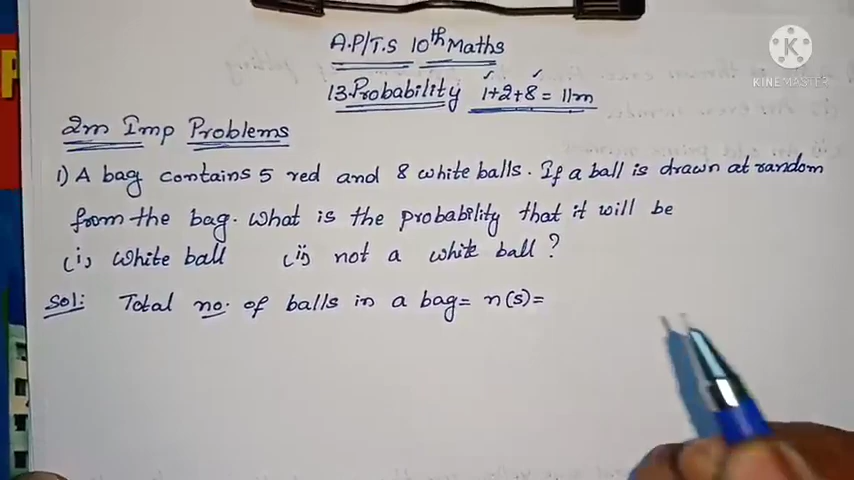 A.P/T.S 10th Maths
13.Probability 1+2+8 = 11m
2m Imp Problems
1) A bag contains 5 red and 8 white balls. If a ball is drawn at random
from the bag. What is the probability that it will be
(i) White ball (ii) not a white ball?
Sol: Total no. of balls in a bag = n(s)=
K
KINEMASTER